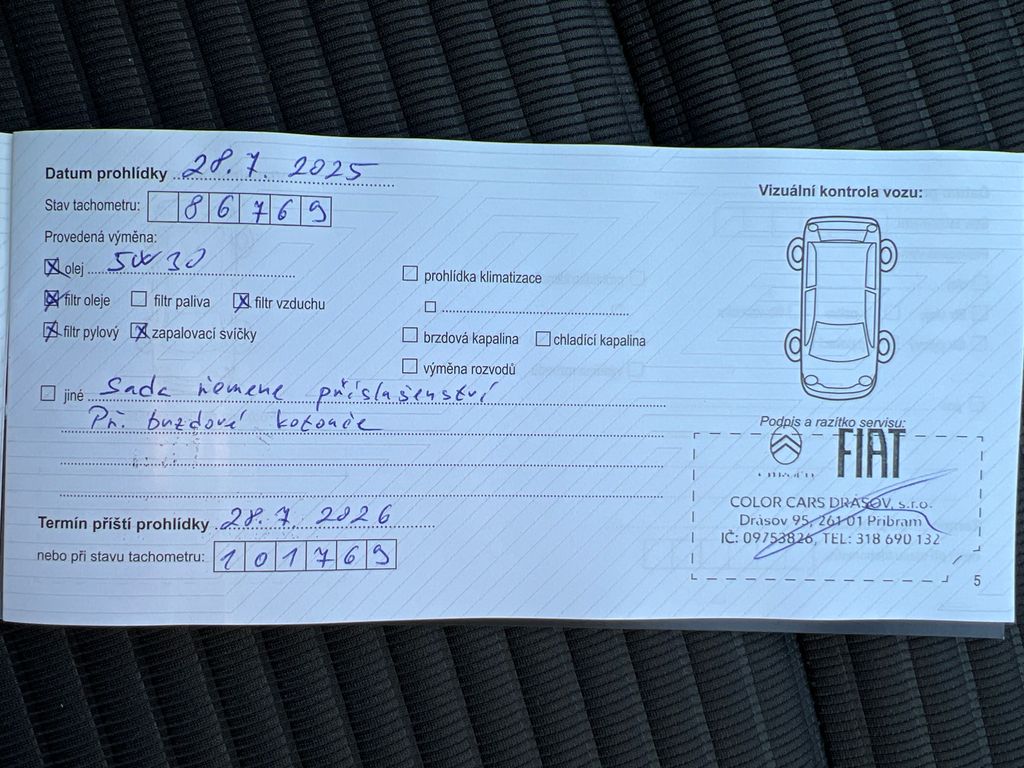 Datum prohlídky 28.7. 2025
Stav tachometru: 86769
Provedená výměna:
olej 5W30
filtr oleje filtr paliva filtr vzduchu
filtr pylový zapalovací svíčky
prohlídka klimatizace
brzdová kapalina chladící kapalina
výměna rozvodů
jiné Sada řemene příslušenství
Př. brzdové kotouče
Termín příští prohlídky 28.7. 2026
nebo při stavu tachometru: 101769
Vizuální kontrola vozu:
Podpis a razítko servisu:
CITROËN FIAT
COLOR CARS DRÁSOV, s.r.o.
Drásov 95, 261 01 Příbram
IČ: 09753826, TEL: 318 690 132
5